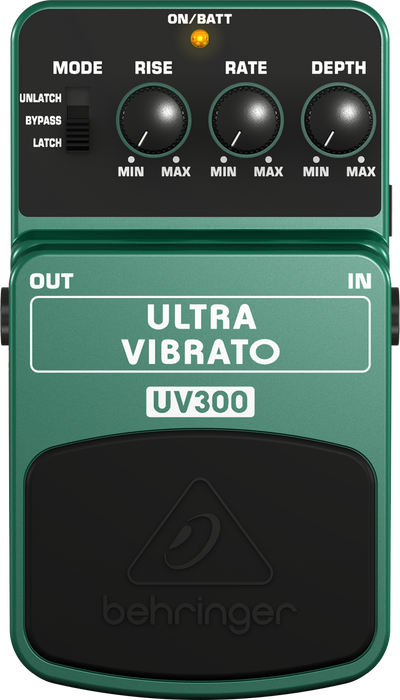 ON/BATT
MODE RISE RATE DEPTH
UNLATCH
BYPASS
LATCH
MIN MAX MIN MAX MIN MAX
OUT IN
ULTRA
VIBRATO
UV300
behringer